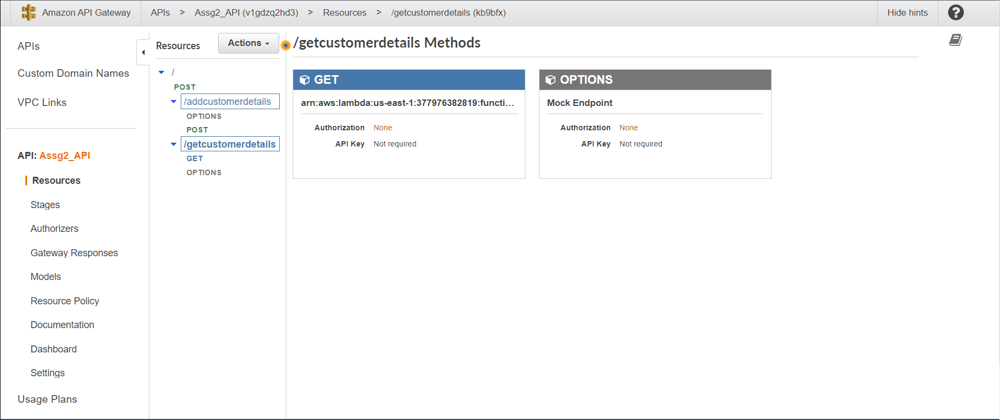 Amazon API Gateway
APIs > Assg2_API (v1gdzq2hd3) > Resources > /getcustomerdetails (kb9bfx)
Hide hints
?
APIs
Custom Domain Names
VPC Links
API: Assg2_API
Resources
Stages
Authorizers
Gateway Responses
Models
Resource Policy
Documentation
Dashboard
Settings
Usage Plans
Resources
Actions
/
POST
/addcustomerdetails
OPTIONS
POST
/getcustomerdetails
GET
OPTIONS
/getcustomerdetails Methods
GET
arn:aws:lambda:us-east-1:377976382819:functi...
Authorization None
API Key Not required
OPTIONS
Mock Endpoint
Authorization None
API Key Not required